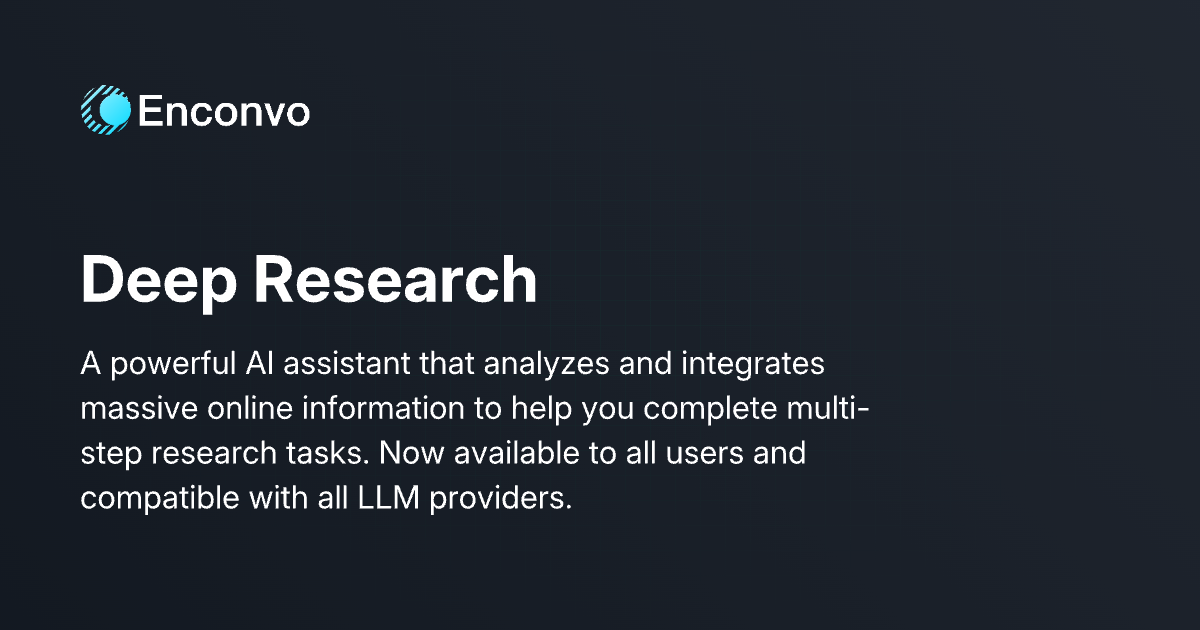 Enconvo
Deep Research
A powerful AI assistant that analyzes and integrates
massive online information to help you complete multi-
step research tasks. Now available to all users and
compatible with all LLM providers.